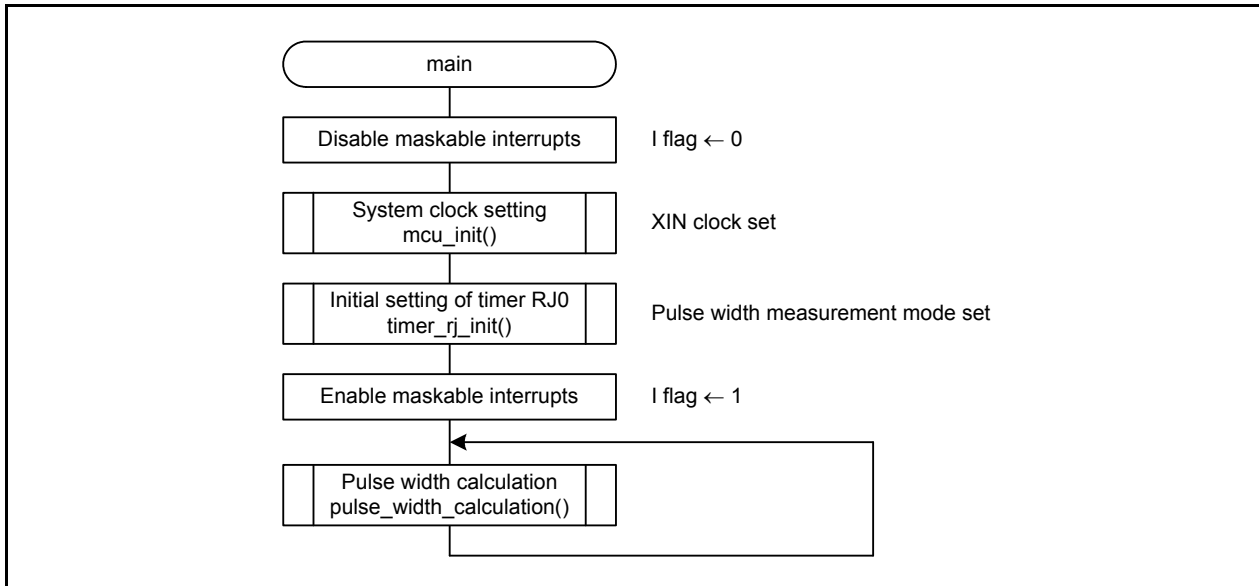 main
Disable maskable interrupts
I flag ← 0
System clock setting
mcu_init()
XIN clock set
Initial setting of timer RJ0
timer_rj_init()
Pulse width measurement mode set
Enable maskable interrupts
I flag ← 1
Pulse width calculation
pulse_width_calculation()